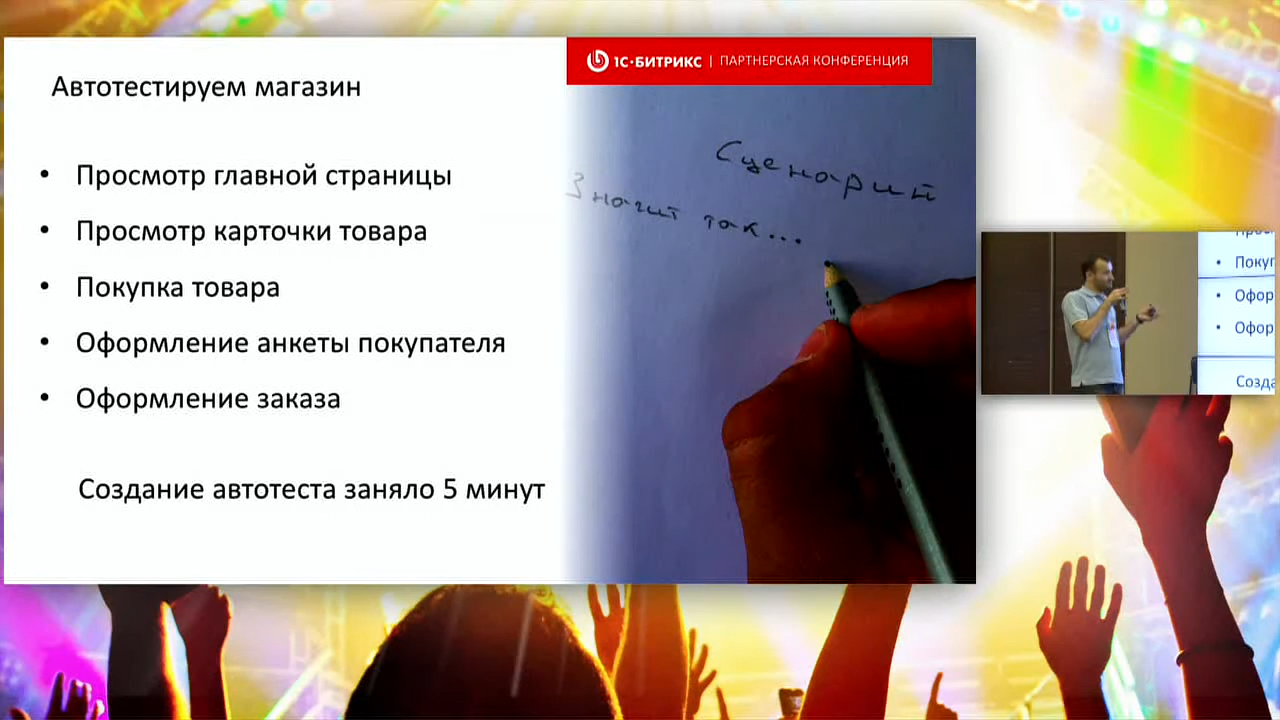 Автотестируем магазин
• Просмотр главной страницы
• Просмотр карточки товара
• Покупка товара
• Оформление анкеты покупателя
• Оформление заказа
Создание автотеста заняло 5 минут
1С-БИТРИКС | ПАРТНЕРСКАЯ КОНФЕРЕНЦИЯ
Сценарий
Значит так...
• Покуп
• Офор
• Офор
Созда